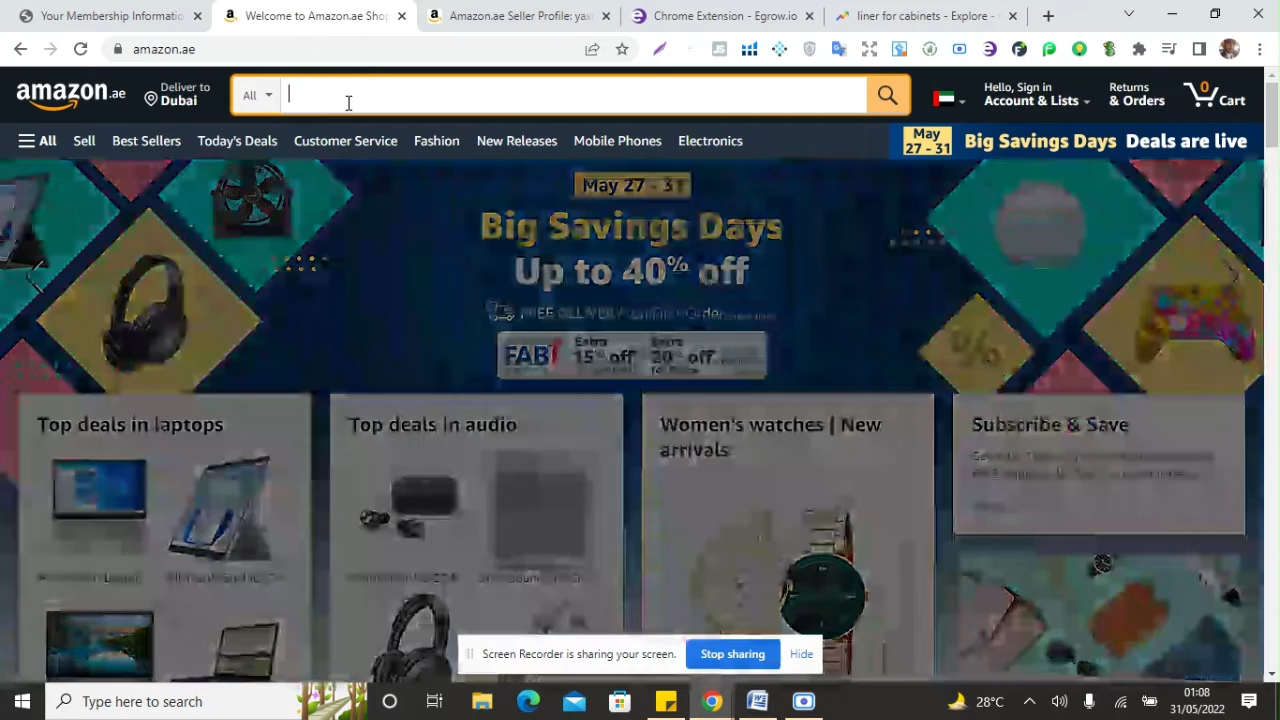 Your Membership Informatio
Welcome to Amazon.ae Shop
Amazon.ae Seller Profile: yaxr
Chrome Extension - Egrow.io
liner for cabinets - Explore -
amazon.ae
amazon.ae
Deliver to
Dubai
All
Hello, Sign in
Account & Lists
Returns
& Orders
0
Cart
All
Sell
Best Sellers
Today's Deals
Customer Service
Fashion
New Releases
Mobile Phones
Electronics
May
27 - 31
Big Savings Days Deals are live
May 27 - 31
Big Savings Days
Up to 40% off
FREE DELIVERY
FAB
Extra
15% off
Extra
20% off
Top deals in laptops
Top deals in audio
Women's watches | New
arrivals
Subscribe & Save
Screen Recorder is sharing your screen.
Stop sharing
Hide
Type here to search
28°C
01:08
31/05/2022